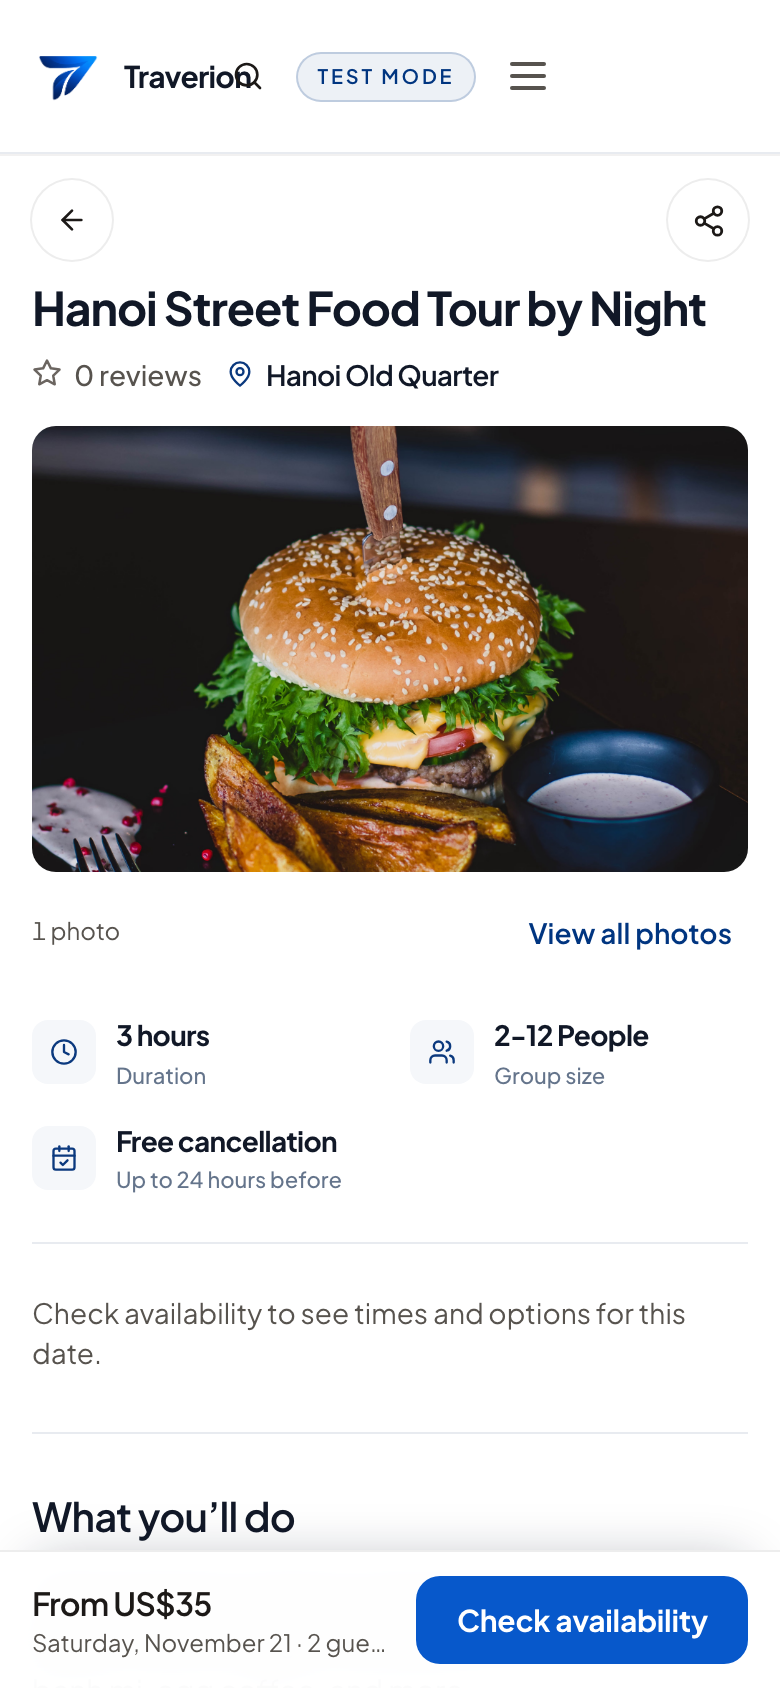 Traverion
TEST MODE
Hanoi Street Food Tour by Night
0 reviews Hanoi Old Quarter
1 photo View all photos
3 hours
Duration
2–12 People
Group size
Free cancellation
Up to 24 hours before
Check availability to see times and options for this
date.
What you’ll do
From US$35
Saturday, November 21 · 2 gue...
Check availability